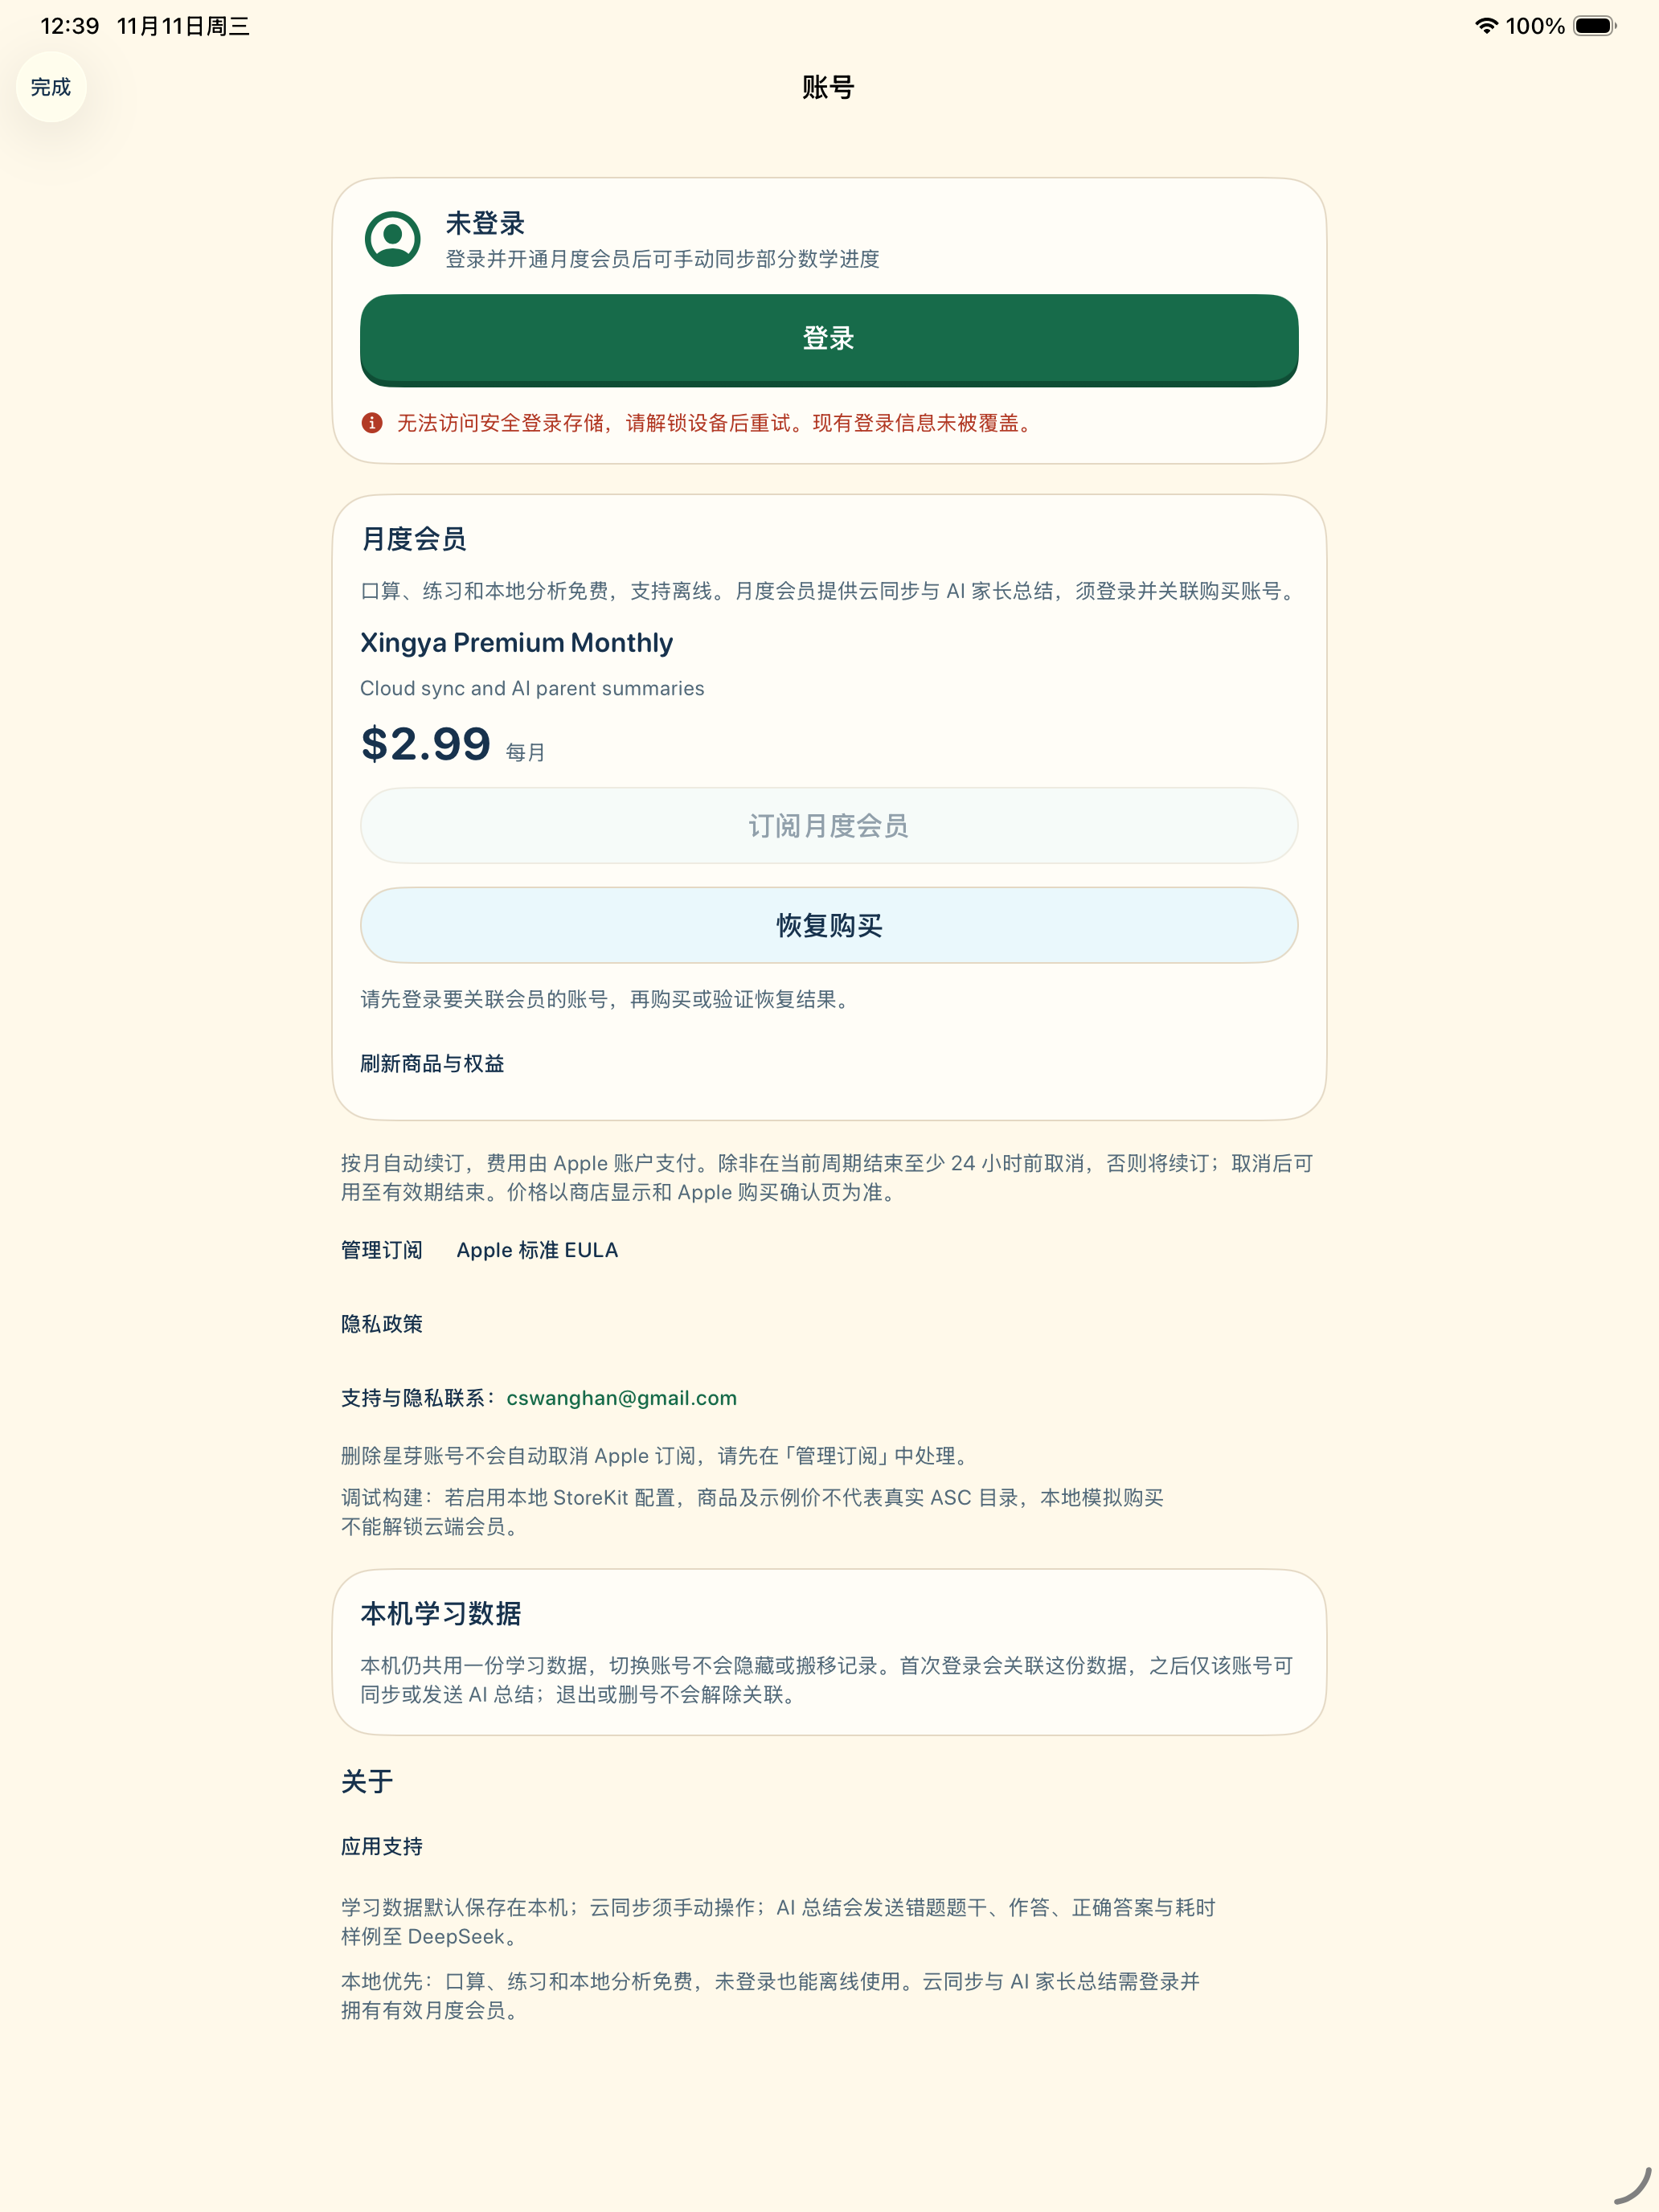 12:39 11月11日周三
100%
完成
账号
未登录
登录并开通月度会员后可手动同步部分数学进度
登录
无法访问安全登录存储，请解锁设备后重试。现有登录信息未被覆盖。
月度会员
口算、练习和本地分析免费，支持离线。月度会员提供云同步与 AI 家长总结，须登录并关联购买账号。
Xingya Premium Monthly
Cloud sync and AI parent summaries
$2.99 每月
订阅月度会员
恢复购买
请先登录要关联会员的账号，再购买或验证恢复结果。
刷新商品与权益
按月自动续订，费用由 Apple 账户支付。除非在当前周期结束至少 24 小时前取消，否则将续订；取消后可
用至有效期结束。价格以商店显示和 Apple 购买确认页为准。
管理订阅 Apple 标准 EULA
隐私政策
支持与隐私联系：cswanghan@gmail.com
删除星芽账号不会自动取消 Apple 订阅，请先在「管理订阅」中处理。
调试构建：若启用本地 StoreKit 配置，商品及示例价不代表真实 ASC 目录，本地模拟购买
不能解锁云端会员。
本机学习数据
本机仍共用一份学习数据，切换账号不会隐藏或搬移记录。首次登录会关联这份数据，之后仅该账号可
同步或发送 AI 总结；退出或删号不会解除关联。
关于
应用支持
学习数据默认保存在本机；云同步须手动操作；AI 总结会发送错题题干、作答、正确答案与耗时
样例至 DeepSeek。
本地优先：口算、练习和本地分析免费，未登录也能离线使用。云同步与 AI 家长总结需登录并
拥有有效月度会员。